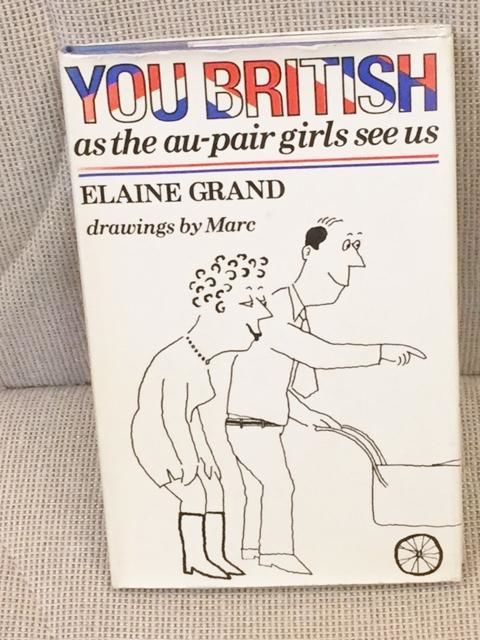 YOU BRITISH
as the au-pair girls see us
ELAINE GRAND
drawings by Marc